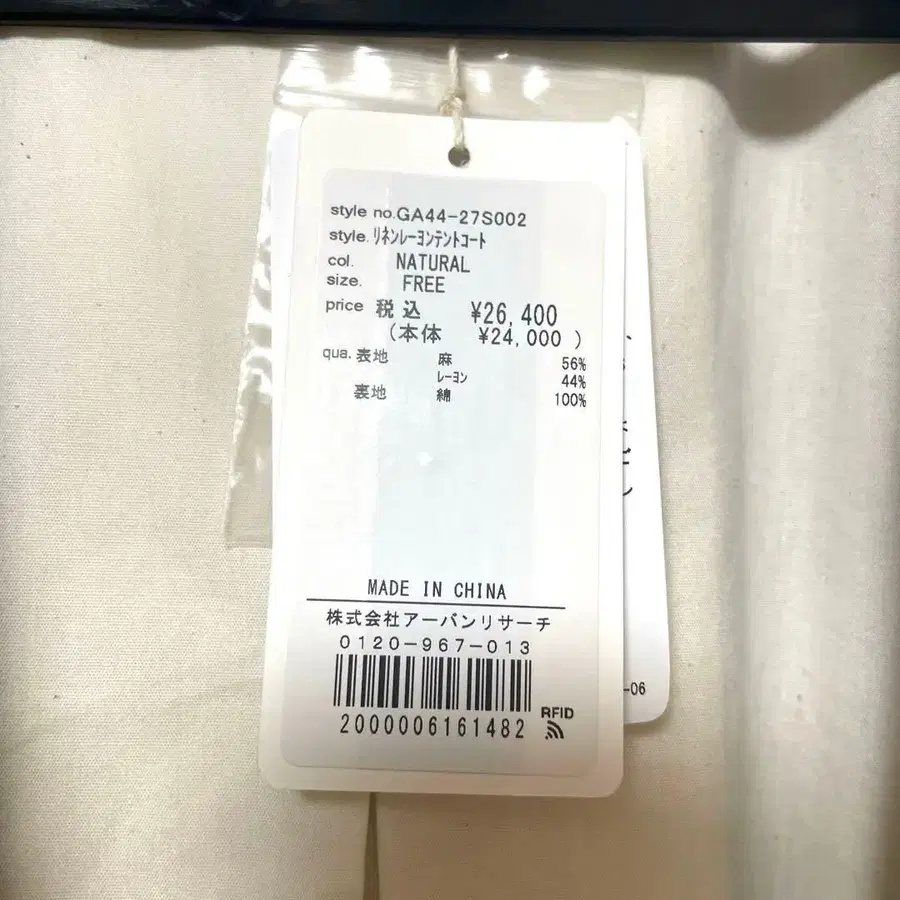 style no.GA44-27S002
style.ﾘﾈﾝﾚｰﾖﾝﾃﾝﾄｺｰﾄ
col. NATURAL
size. FREE
price 税込 ¥26,400
(本体 ¥24,000 )
qua. 表地 麻 56%
ﾚｰﾖﾝ 44%
裏地 綿 100%
MADE IN CHINA
株式会社アーバンリサーチ
0120-967-013
2000006161482
RFID
-06